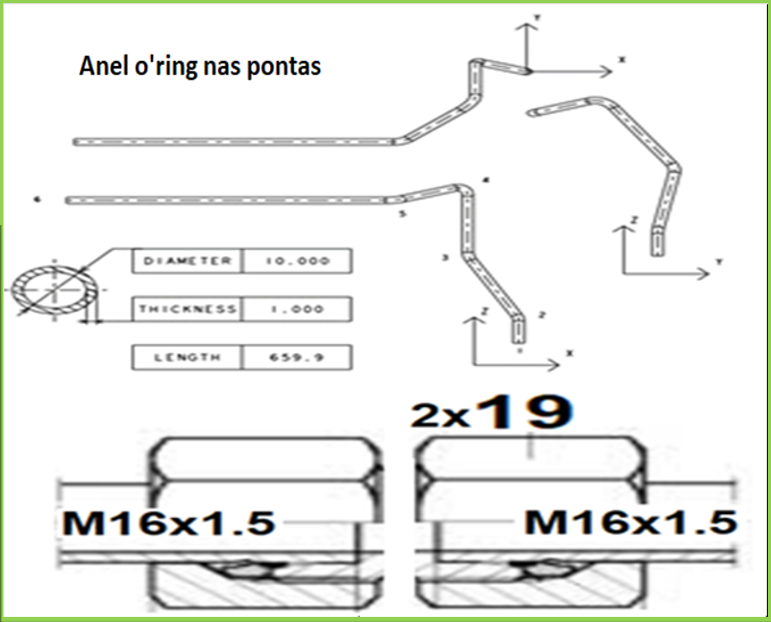 Anel o'ring nas pontas
Y
X
6
5
4
3
2
Z
Y
Z
X
DIAMETER 10.000
THICKNESS 1.000
LENGTH 659.9
2x19
M16x1.5
M16x1.5